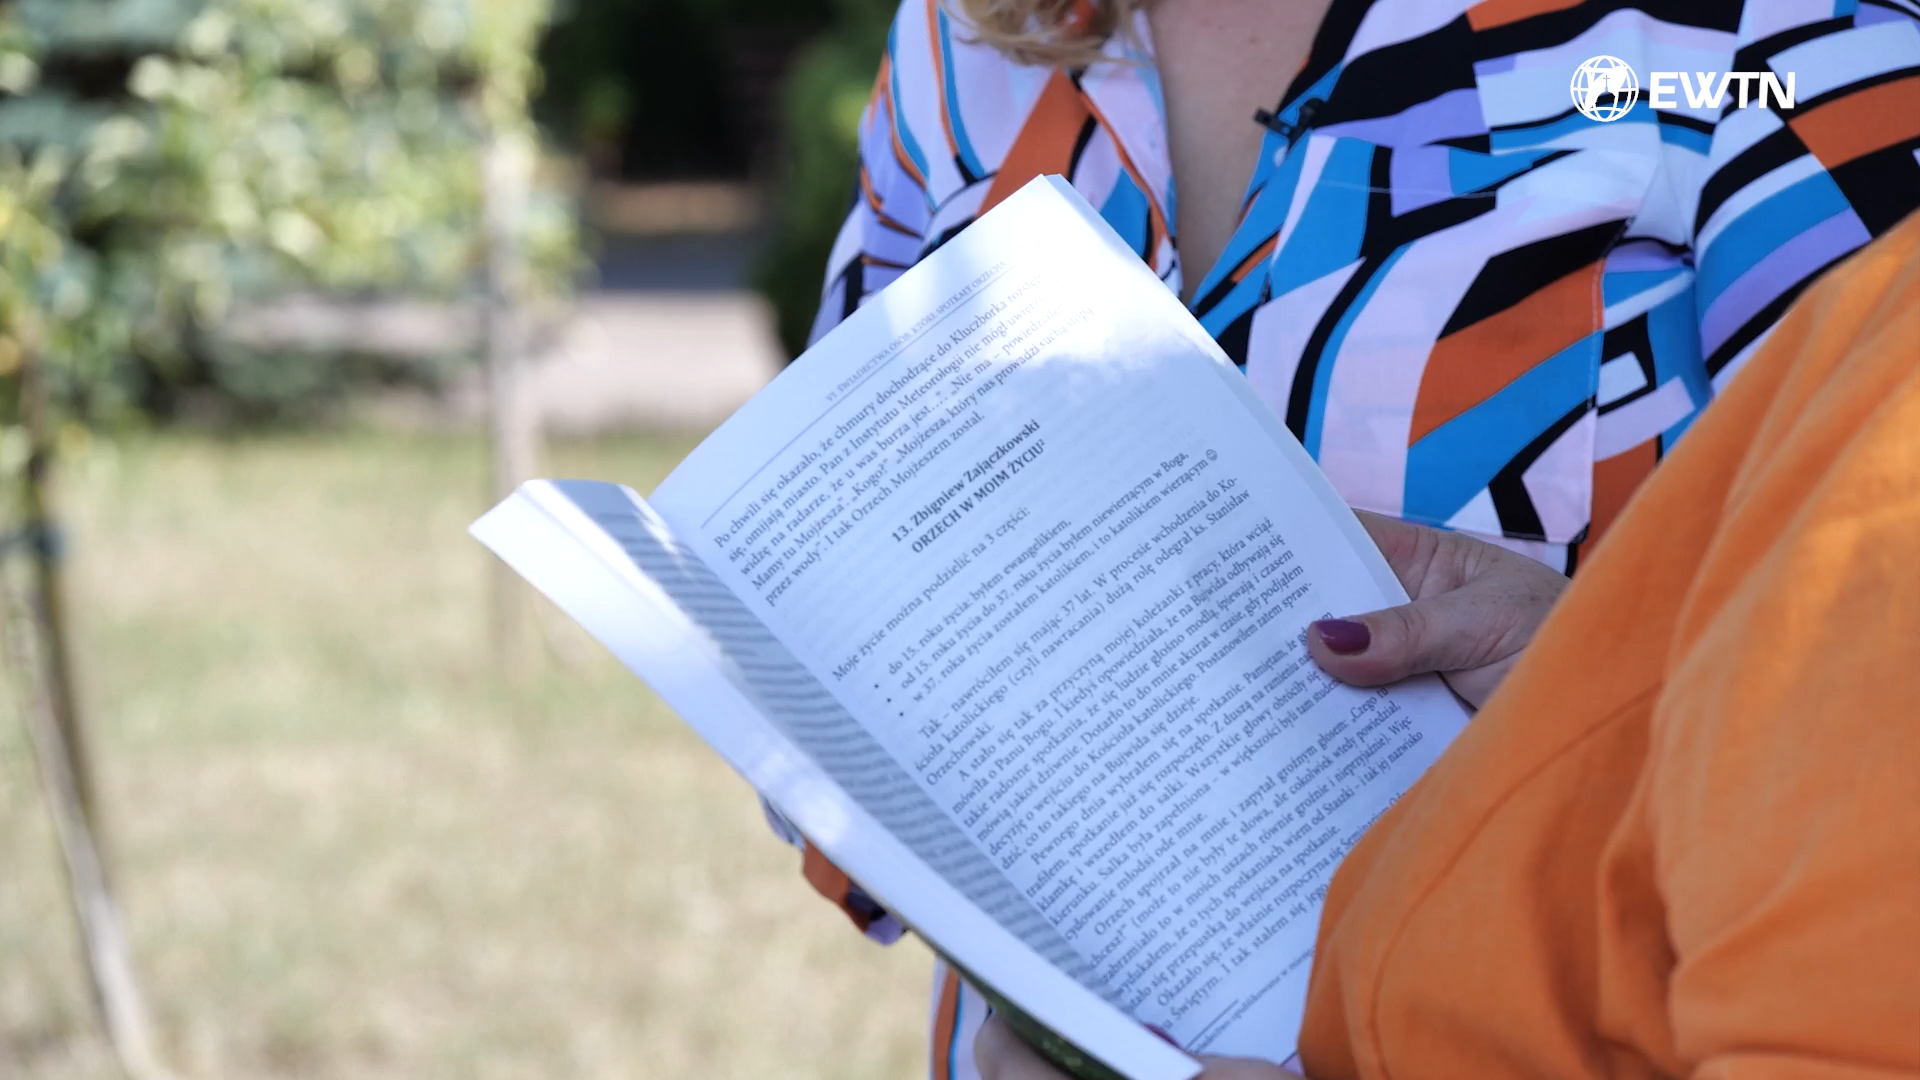 EWTN
VI. ŚWIADECTWA OSÓB, KTÓRE SPOTKAŁY ORZECHA
Po chwili się okazało, że chmury dochodzące do Kluczborka
się, omijają miasto. Pan z Instytutu Meteorologii nie mógł
widzę na radarze, że u was burza jest…”. „Nie ma – powiedziałem
Mamy tu Mojżesza”. „Kogo?” „Mojżesza, który nas prowadzi suchą nogą
przez wody”. I tak Orzech Mojżeszem został.
13. Zbigniew Zajączkowski
ORZECH W MOIM ŻYCIU²
Moje życie można podzielić na 3 części:
• do 15. roku życia: byłem ewangelikiem,
• od 15. roku życia do 37. roku życia byłem niewierzącym w Boga,
• w 37. roku życia zostałem katolikiem, i to katolikiem wierzącym ☺
Tak – nawróciłem się mając 37 lat. W procesie wchodzenia do Ko-
ścioła katolickiego (czyli nawracania) dużą rolę odegrał ks. Stanisław
Orzechowski.
A stało się tak za przyczyną mojej koleżanki z pracy, która wciąż
mówiła o Panu Bogu. I kiedyś opowiedziała, że na Bujwida odbywają się
takie radosne spotkania, że się ludzie głośno modlą, śpiewają i czasem
mówią jakoś dziwnie. Dotarło to do mnie akurat w czasie, gdy podjąłem
decyzję o wejściu do Kościoła katolickiego. Postanowiłem zatem spraw-
dzić, co to takiego na Bujwida się dzieje.
Pewnego dnia wybrałem się na spotkanie. Pamiętam, że
trafiłem, spotkanie już się rozpoczęło. Z duszą na ramieniu
klamkę i wszedłem do salki. Wszystkie głowy obróciły się
kierunku. Salka była zapełniona – w większości byli tam
cydowanie młodsi ode mnie.
Orzech spojrzał na mnie i zapytał groźnym głosem: „Czego tu
chcesz?” (może to nie były te słowa, ale cokolwiek wtedy powiedział,
zabrzmiało to w moich uszach równie groźnie i nieprzyjaźnie). Więc
wydukałem, że o tych spotkaniach wiem od Staszki – i tak jej nazwisko
stało się przepustką do wejścia na spotkanie.
Okazało się, że właśnie rozpoczyna się Seminarium
Świętym. I tak stałem się jego